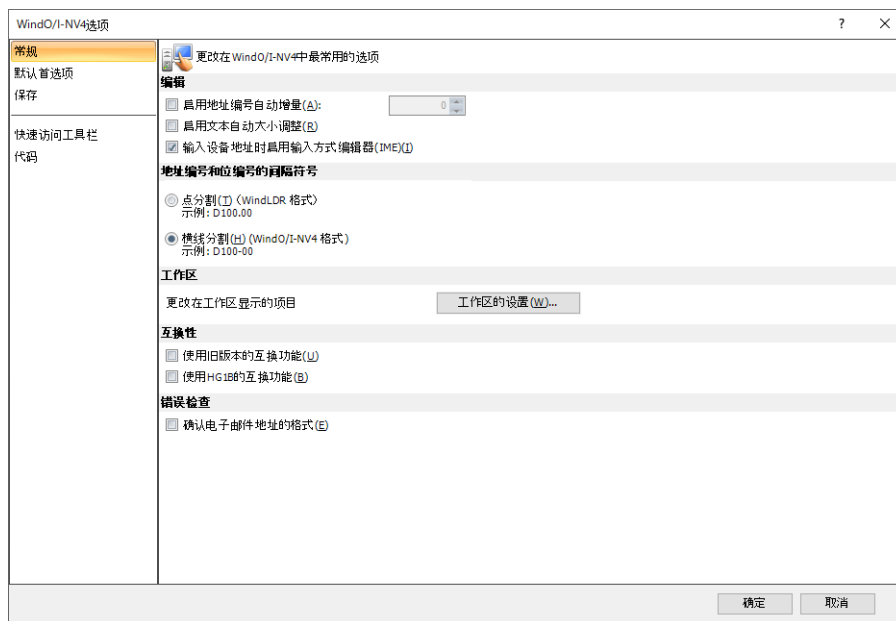 WindO/I-NV4选项
?
常规
默认首选项
保存
快速访问工具栏
代码
更改在WindO/I-NV4中最常用的选项
编辑
启用地址编号自动增量(A):
0
启用文本自动大小调整(R)
输入设备地址时启用输入方式编辑器(IME)(I)
地址编号和位编号的间隔符号
点分割(T) (WindLDR 格式)
示例: D100.00
横线分割(H) (WindO/I-NV4 格式)
示例: D100-00
工作区
更改在工作区显示的项目
工作区的设置(W)...
互换性
使用旧版本的互换功能(U)
使用HG1B的互换功能(B)
错误检查
确认电子邮件地址的格式(E)
确定
取消